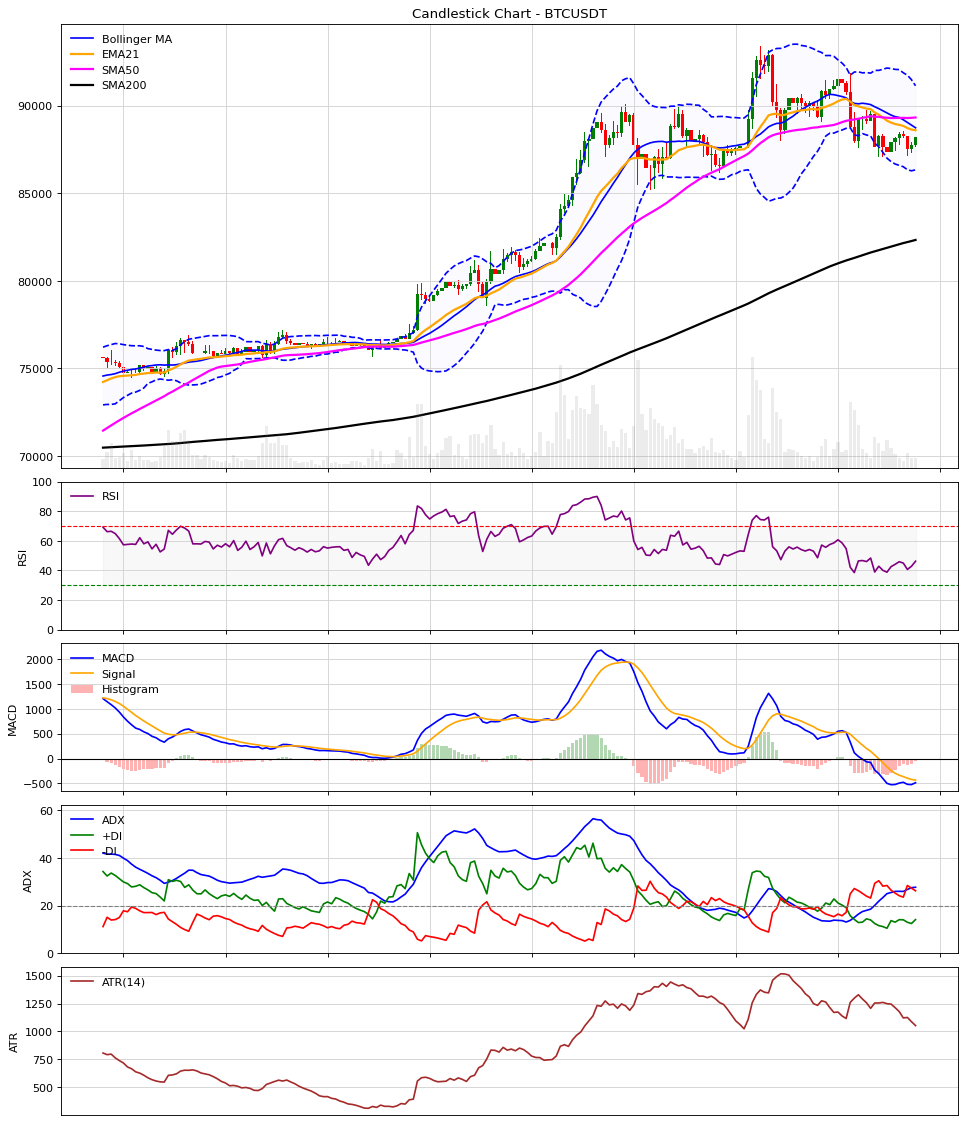 Candlestick Chart - BTCUSDT
Bollinger MA
EMA21
SMA50
SMA200
90000
85000
80000
75000
70000
RSI
100
80
60
40
20
0
RSI
MACD
Signal
Histogram
2000
1500
1000
500
0
−500
MACD
ADX
+DI
-DI
60
40
20
0
ADX
ATR(14)
1500
1250
1000
750
500
ATR